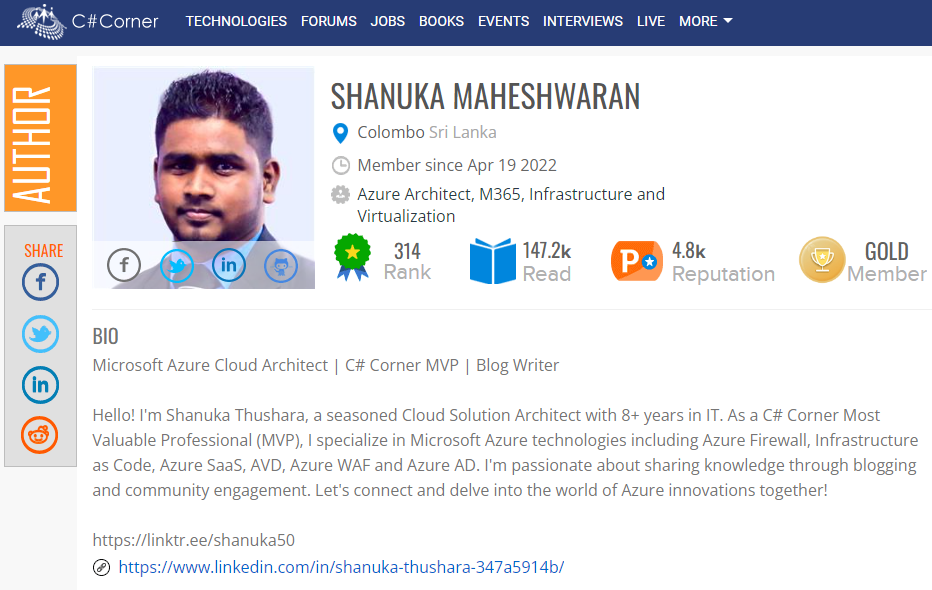 C#Corner
TECHNOLOGIES FORUMS JOBS BOOKS EVENTS INTERVIEWS LIVE MORE
AUTHOR
SHARE
SHANUKA MAHESHWARAN
Colombo Sri Lanka
Member since Apr 19 2022
Azure Architect, M365, Infrastructure and
Virtualization
314
Rank
147.2k
Read
4.8k
Reputation
GOLD
Member
BIO
Microsoft Azure Cloud Architect | C# Corner MVP | Blog Writer
Hello! I'm Shanuka Thushara, a seasoned Cloud Solution Architect with 8+ years in IT. As a C# Corner Most
Valuable Professional (MVP), I specialize in Microsoft Azure technologies including Azure Firewall, Infrastructure
as Code, Azure SaaS, AVD, Azure WAF and Azure AD. I'm passionate about sharing knowledge through blogging
and community engagement. Let's connect and delve into the world of Azure innovations together!
https://linktr.ee/shanuka50
https://www.linkedin.com/in/shanuka-thushara-347a5914b/